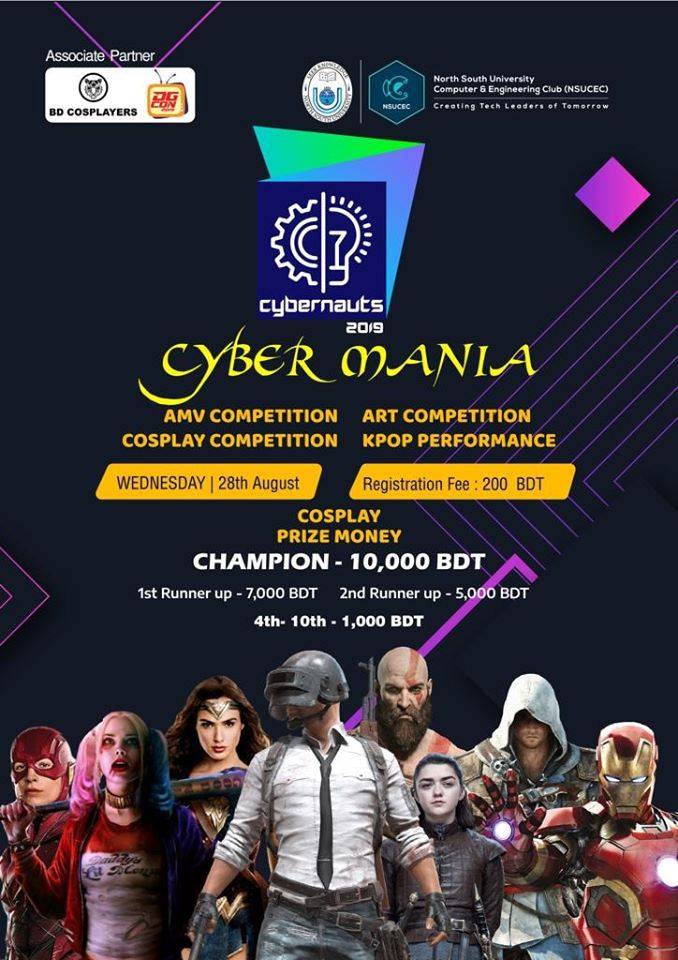 Associate Partner
BD COSPLAYERS
DG
CON
NSUCEC
North South University
Computer & Engineering Club (NSUCEC)
Creating Tech Leaders of Tomorrow
cybernauts
2019
CYBER MANIA
AMV COMPETITION ART COMPETITION
COSPLAY COMPETITION KPOP PERFORMANCE
WEDNESDAY | 28th August
Registration Fee : 200 BDT
COSPLAY
PRIZE MONEY
CHAMPION - 10,000 BDT
1st Runner up - 7,000 BDT 2nd Runner up - 5,000 BDT
4th- 10th - 1,000 BDT
Daddy's